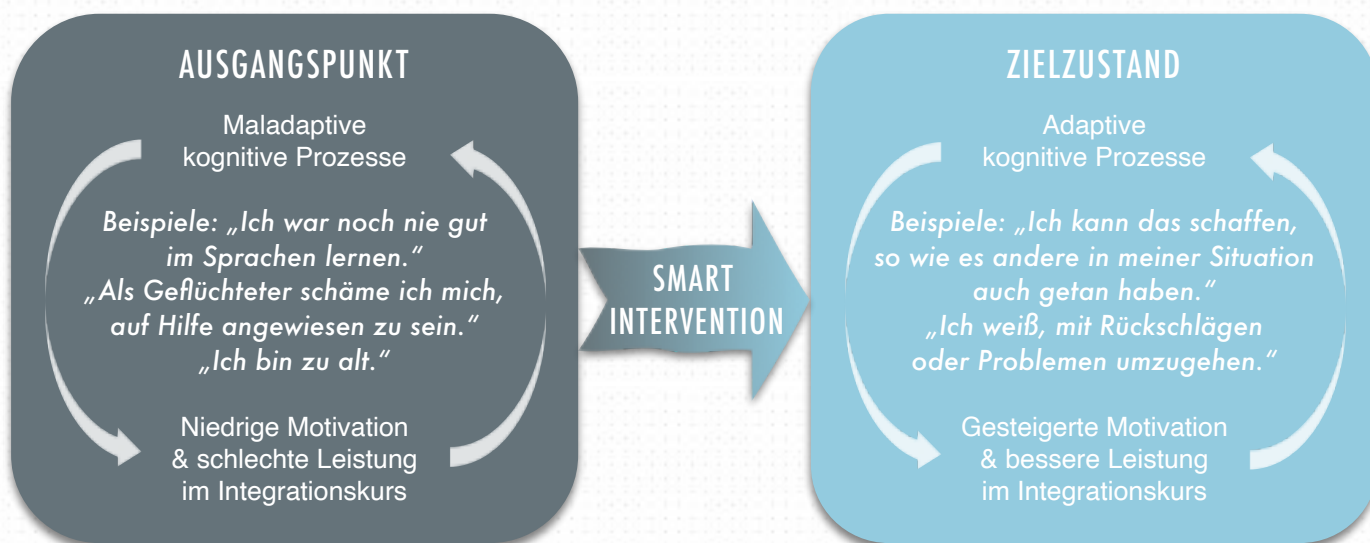 AUSGANGSPUNKT
Maladaptive
kognitive Prozesse
Beispiele: „Ich war noch nie gut
im Sprachen lernen.“
„Als Geflüchteter schäme ich mich,
auf Hilfe angewiesen zu sein.“
„Ich bin zu alt.“
Niedrige Motivation
& schlechte Leistung
im Integrationskurs
SMART
INTERVENTION
ZIELZUSTAND
Adaptive
kognitive Prozesse
Beispiele: „Ich kann das schaffen,
so wie es andere in meiner Situation
auch getan haben.“
„Ich weiß, mit Rückschlägen
oder Problemen umzugehen.“
Gesteigerte Motivation
& bessere Leistung
im Integrationskurs